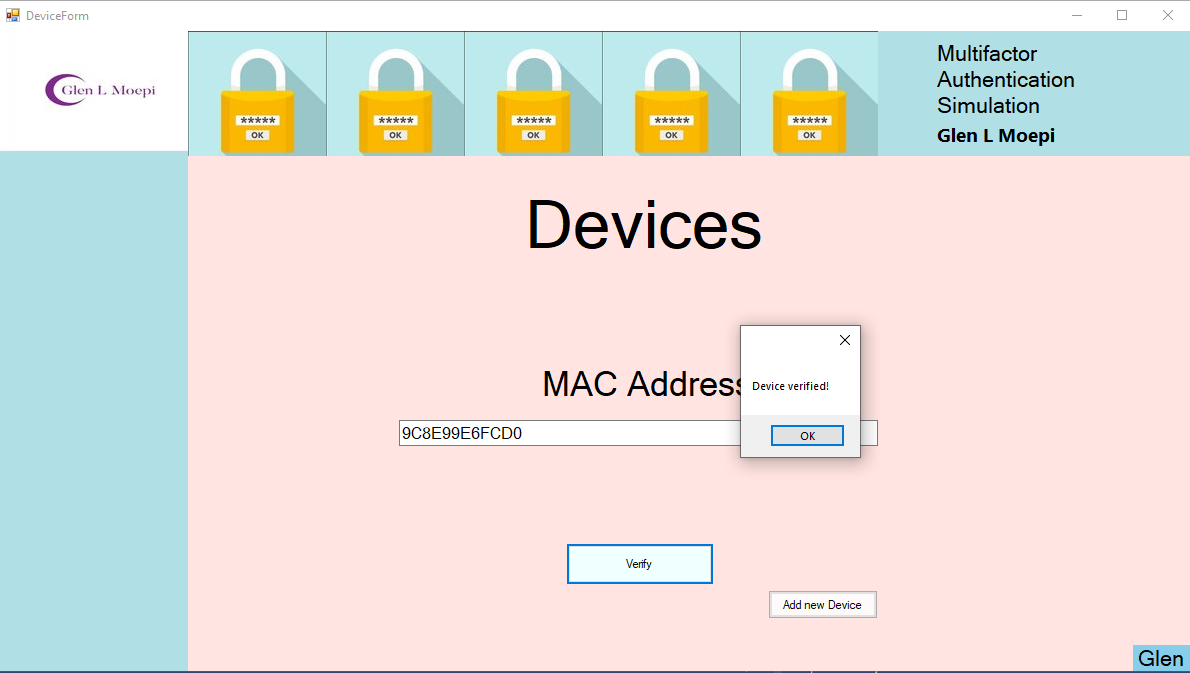 DeviceForm
Glen L Moepi
*****
OK
*****
OK
*****
OK
*****
OK
*****
OK
Multifactor
Authentication
Simulation
Glen L Moepi
Devices
MAC Address
Device verified!
OK
9C8E99E6FCD0
Verify
Add new Device
Glen